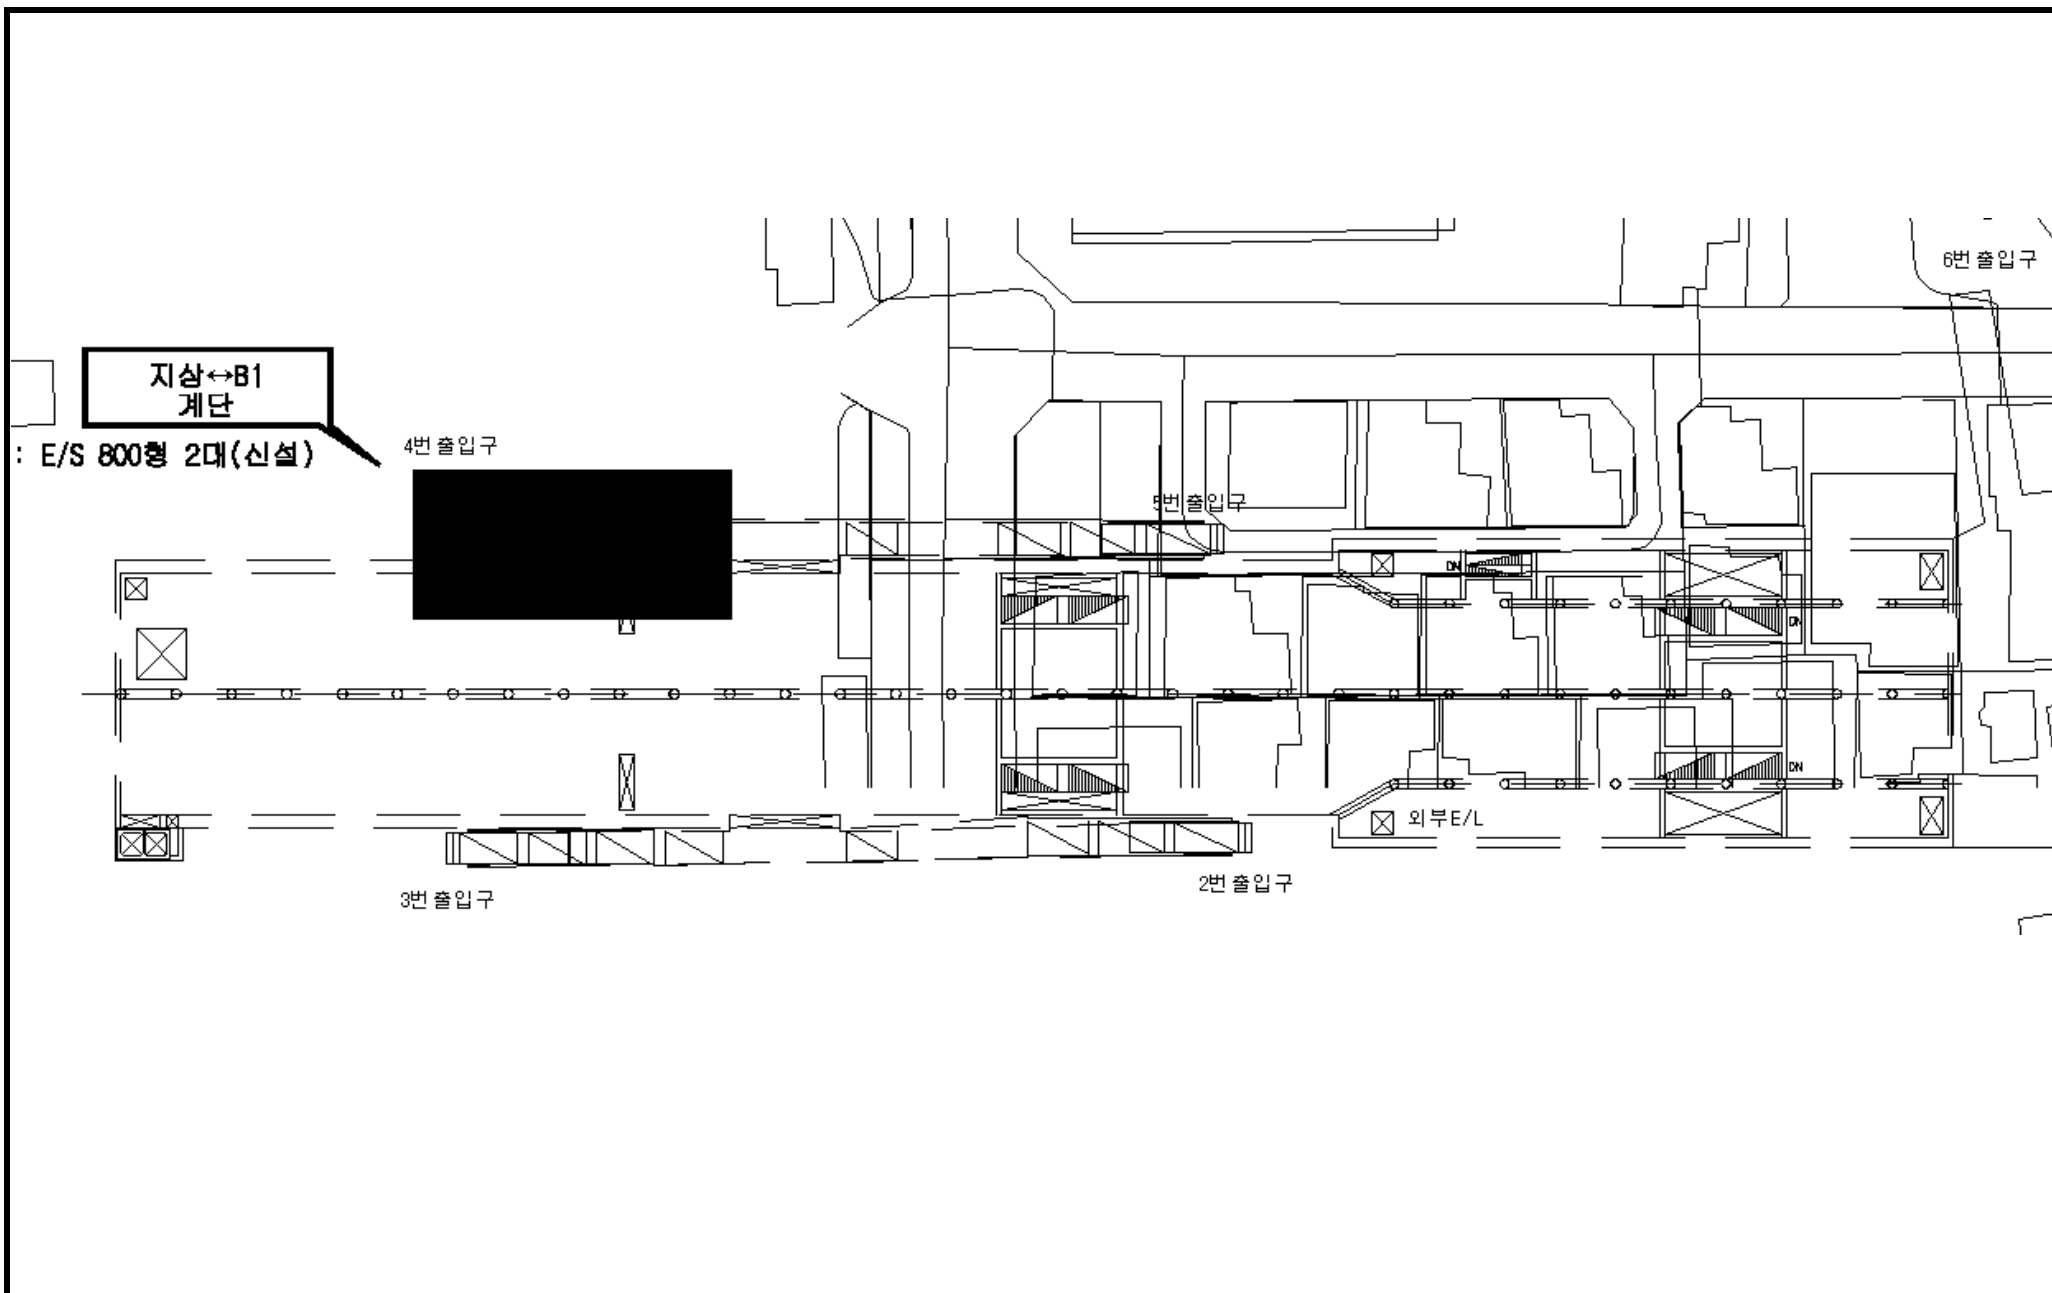 6번 출입구
지상↔B1
계단
: E/S 800형 2대(신설)
4번 출입구
5번 출입구
DN
DN
DN
외부E/L
3번 출입구
2번 출입구